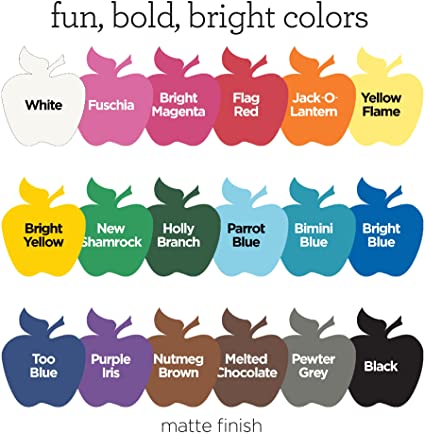 fun, bold, bright colors
White
Fuschia
Bright
Magenta
Flag
Red
Jack-O-
Lantern
Yellow
Flame
Bright
Yellow
New
Shamrock
Holly
Branch
Parrot
Blue
Bimini
Blue
Bright
Blue
Too
Blue
Purple
Iris
Nutmeg
Brown
Melted
Chocolate
Pewter
Grey
Black
matte finish